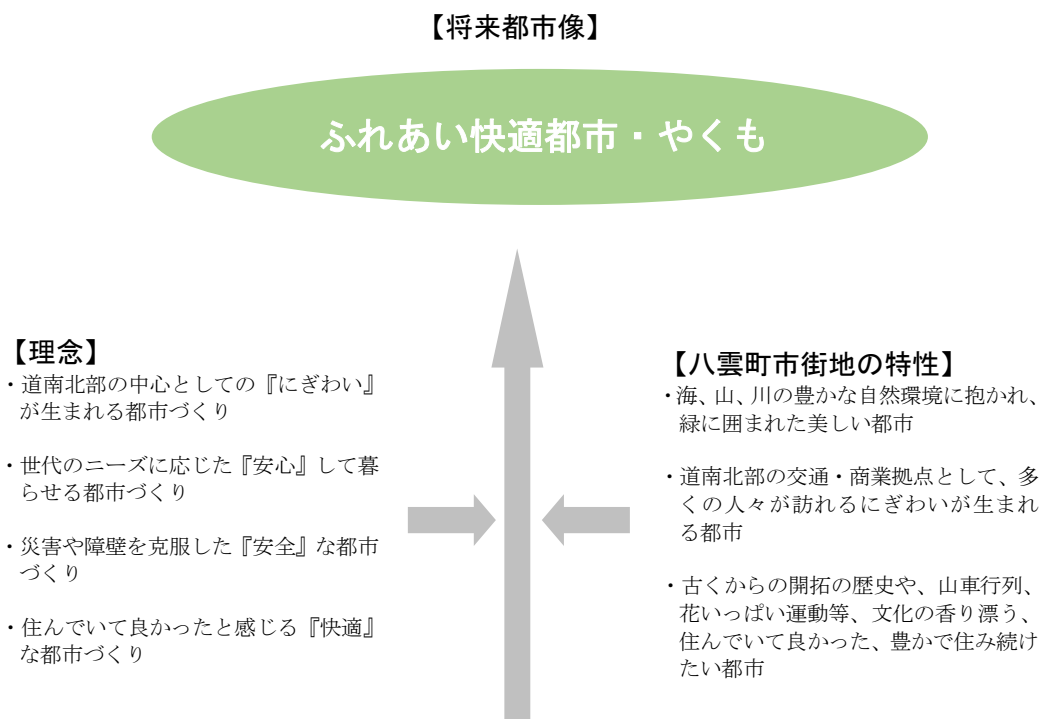 【将来都市像】
ふれあい快適都市・やくも
【理念】
・道南北部の中心としての『にぎわい』
が生まれる都市づくり
・世代のニーズに応じた『安心』して暮
らせる都市づくり
・災害や障壁を克服した『安全』な都市
づくり
・住んでいて良かったと感じる『快適』
な都市づくり
【八雲町市街地の特性】
・海、山、川の豊かな自然環境に抱かれ、
緑に囲まれた美しい都市
・道南北部の交通・商業拠点として、多
くの人々が訪れるにぎわいが生まれ
る都市
・古くからの開拓の歴史や、山車行列、
花いっぱい運動等、文化の香り漂う、
住んでいて良かった、豊かで住み続け
たい都市